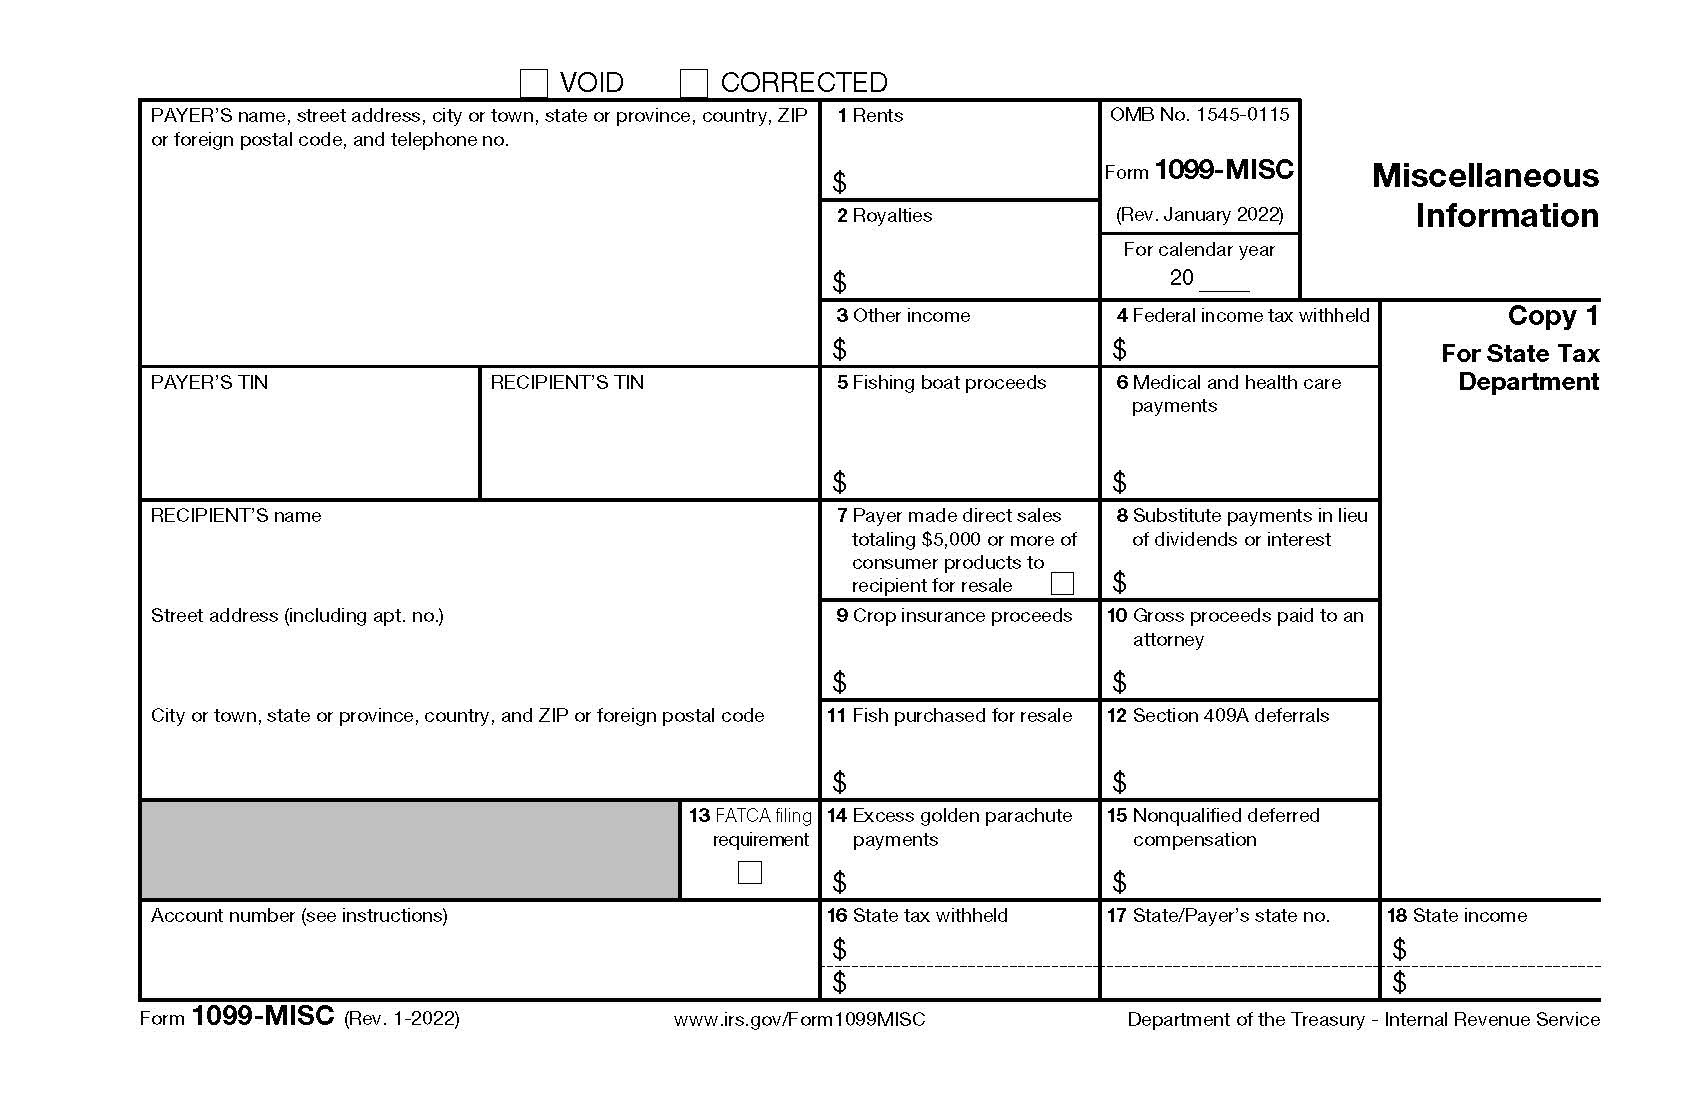 VOID CORRECTED
PAYER'S name, street address, city or town, state or province, country, ZIP
or foreign postal code, and telephone no.
1 Rents
$
OMB No. 1545-0115
Form 1099-MISC
(Rev. January 2022)
For calendar year
20 ____
Miscellaneous
Information
2 Royalties
$
3 Other income
$
4 Federal income tax withheld
$
Copy 1
For State Tax
Department
PAYER'S TIN
RECIPIENT'S TIN
5 Fishing boat proceeds
$
6 Medical and health care
payments
$
RECIPIENT'S name
7 Payer made direct sales
totaling $5,000 or more of
consumer products to
recipient for resale
8 Substitute payments in lieu
of dividends or interest
$
Street address (including apt. no.)
9 Crop insurance proceeds
$
10 Gross proceeds paid to an
attorney
$
City or town, state or province, country, and ZIP or foreign postal code
11 Fish purchased for resale
$
12 Section 409A deferrals
$
13 FATCA filing
requirement
14 Excess golden parachute
payments
$
15 Nonqualified deferred
compensation
$
Account number (see instructions)
16 State tax withheld
$
$
17 State/Payer's state no.
18 State income
$
$
Form 1099-MISC (Rev. 1-2022)
www.irs.gov/Form1099MISC
Department of the Treasury - Internal Revenue Service